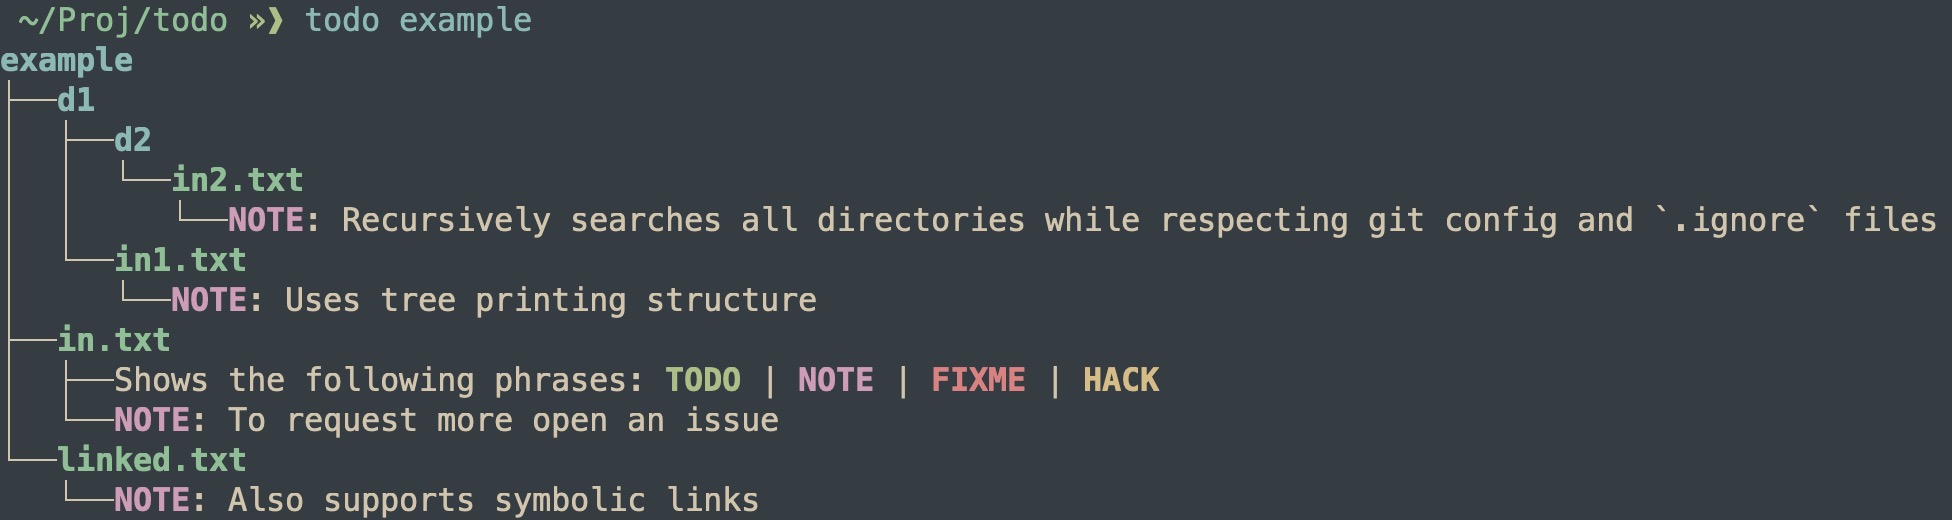 ~/Proj/todo »❯ todo example
example
├──d1
│  ├──d2
│  │  └──in2.txt
│  │     └──NOTE: Recursively searches all directories while respecting git config and `.ignore` files
│  └──in1.txt
│     └──NOTE: Uses tree printing structure
├──in.txt
│  ├──Shows the following phrases: TODO | NOTE | FIXME | HACK
│  └──NOTE: To request more open an issue
└──linked.txt
   └──NOTE: Also supports symbolic links